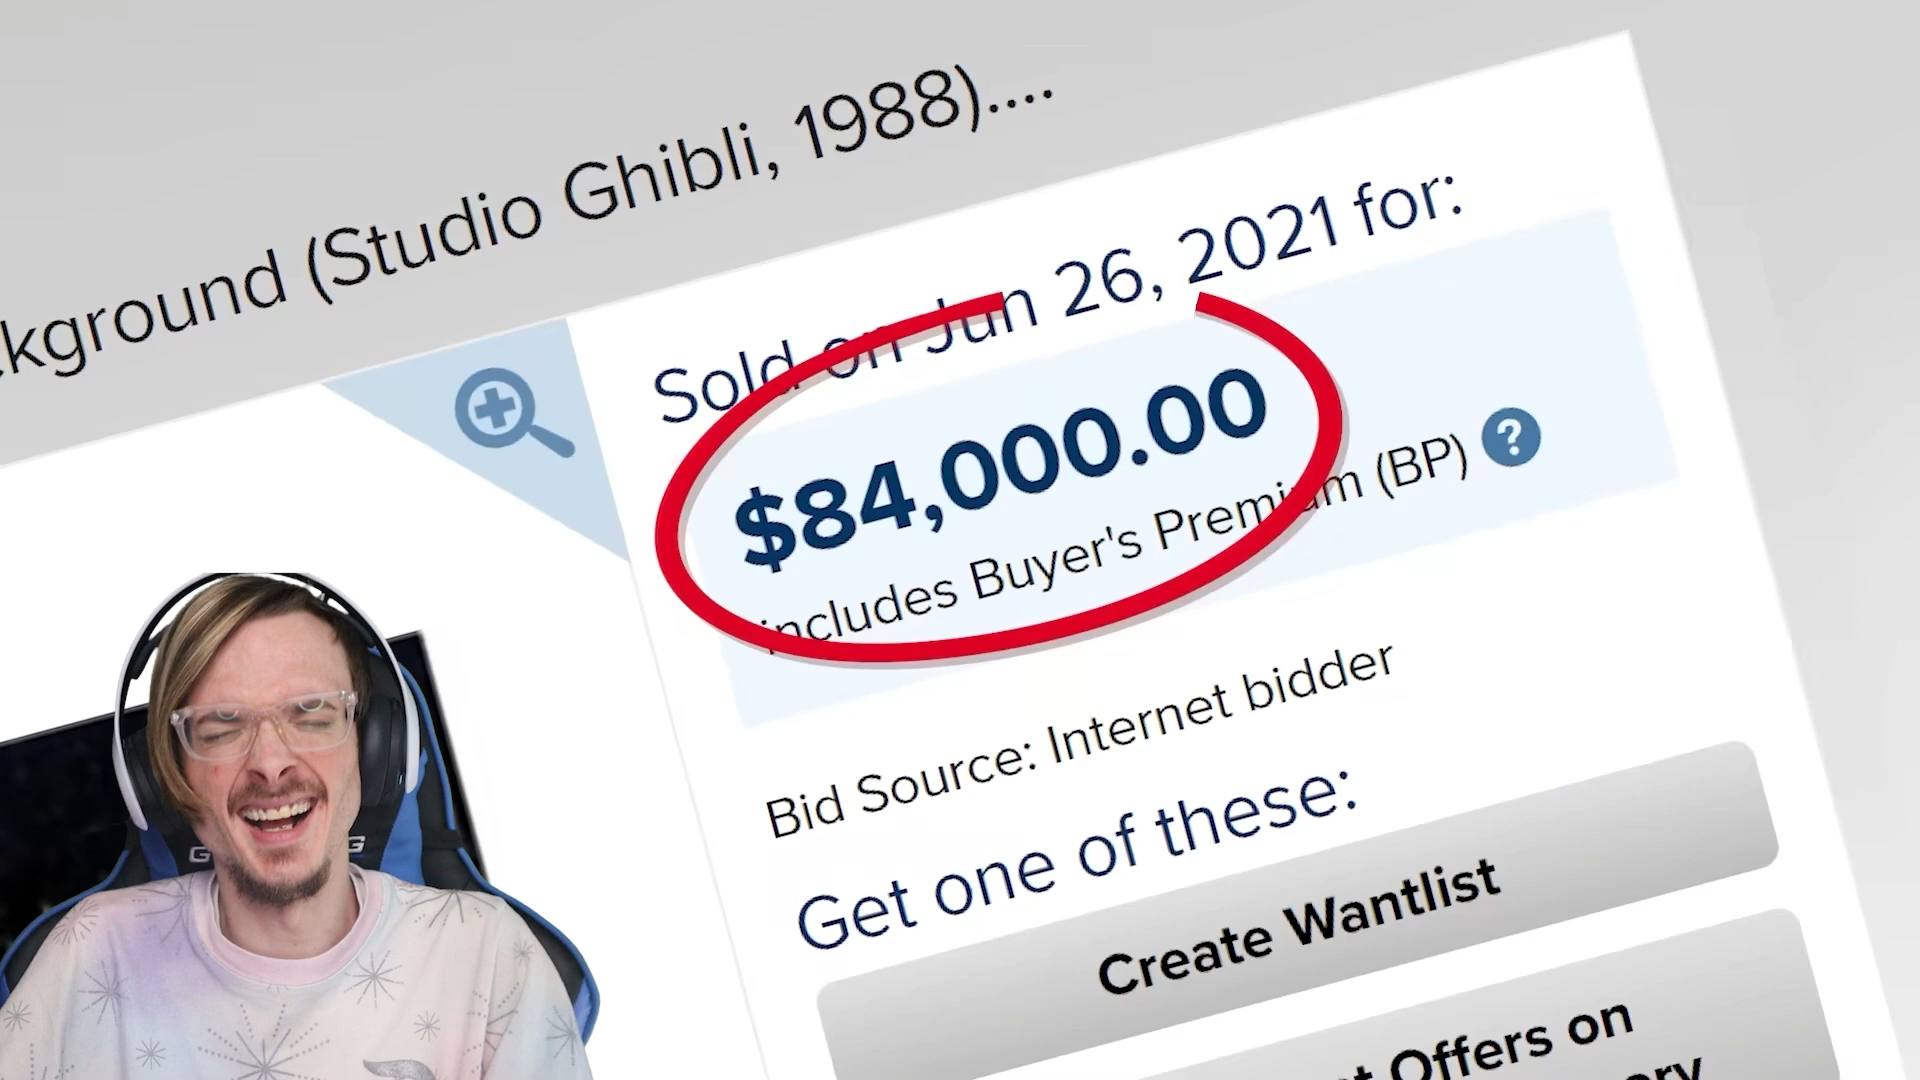 ckground (Studio Ghibli, 1988)....
Sold on Jun 26, 2021 for:
$84,000.00
includes Buyer's Premium (BP) ?
Bid Source: Internet bidder
Get one of these:
Create Wantlist
Offers on